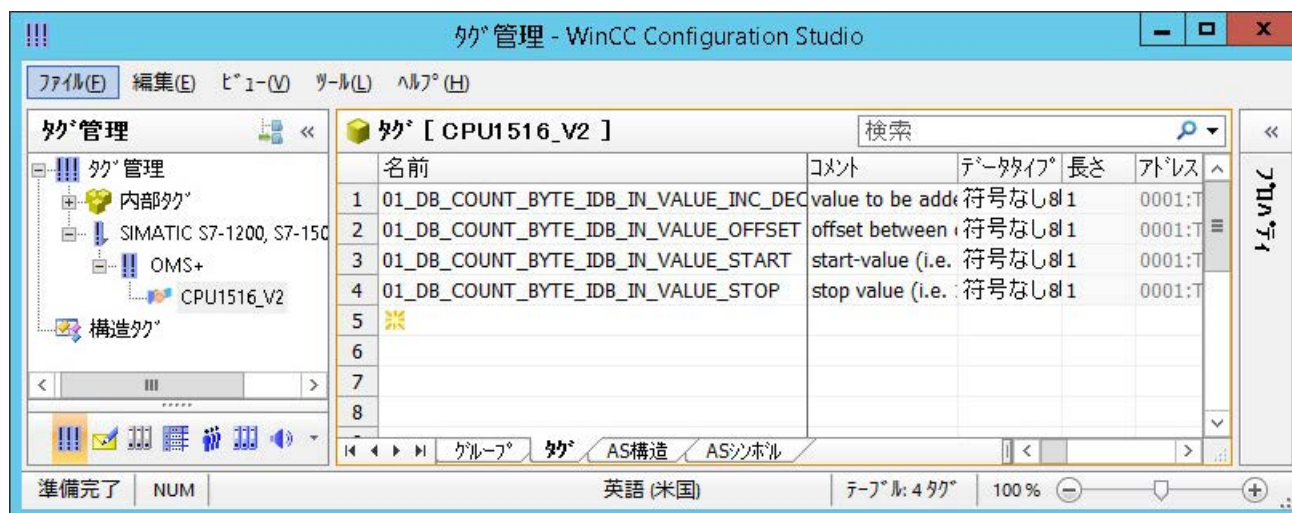 タグ管理 - WinCC Configuration Studio
ファイル(F) 編集(E) ビュー(V) ツール(L) ヘルプ(H)
タグ管理
タグ管理
内部タグ
SIMATIC S7-1200, S7-150
OMS+
CPU1516_V2
構造タグ
タグ [ CPU1516_V2 ] 検索
名前 コメント データタイプ 長さ アドレス
1 01_DB_COUNT_BYTE_IDB_IN_VALUE_INC_DEC value to be adde 符号なし8 1 0001:T
2 01_DB_COUNT_BYTE_IDB_IN_VALUE_OFFSET offset between 符号なし8 1 0001:T
3 01_DB_COUNT_BYTE_IDB_IN_VALUE_START start-value (i.e. 符号なし8 1 0001:T
4 01_DB_COUNT_BYTE_IDB_IN_VALUE_STOP stop value (i.e. 符号なし8 1 0001:T
5
6
7
8
グループ タグ AS構造 ASシンボル
プロパティ
準備完了 NUM 英語 (米国) テーブル: 4 タグ 100 %